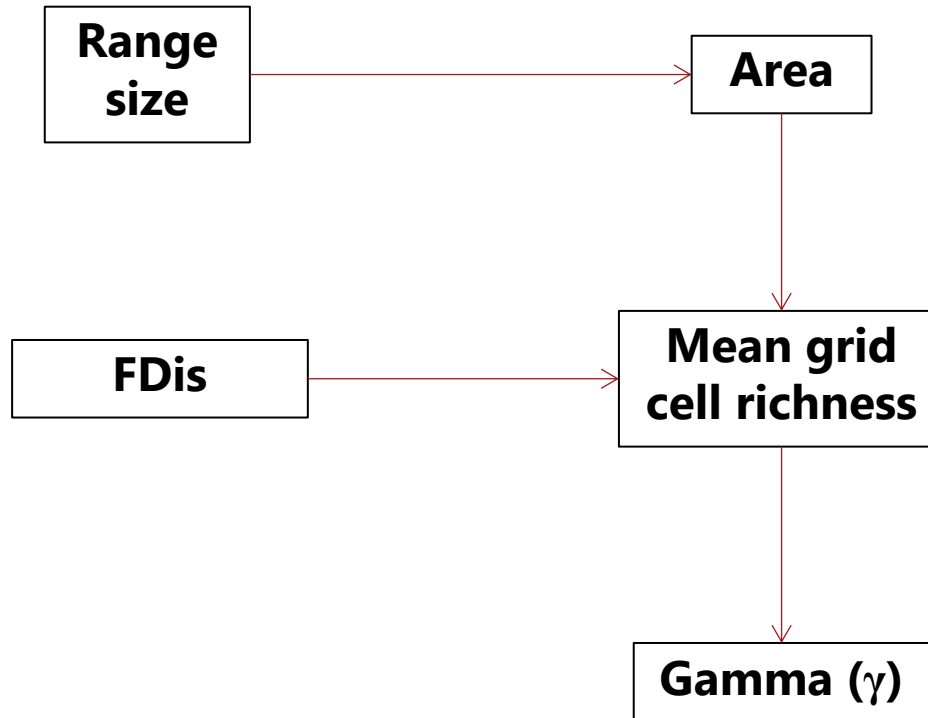 Range
size
Area
FDis
Mean grid
cell richness
Gamma (γ)